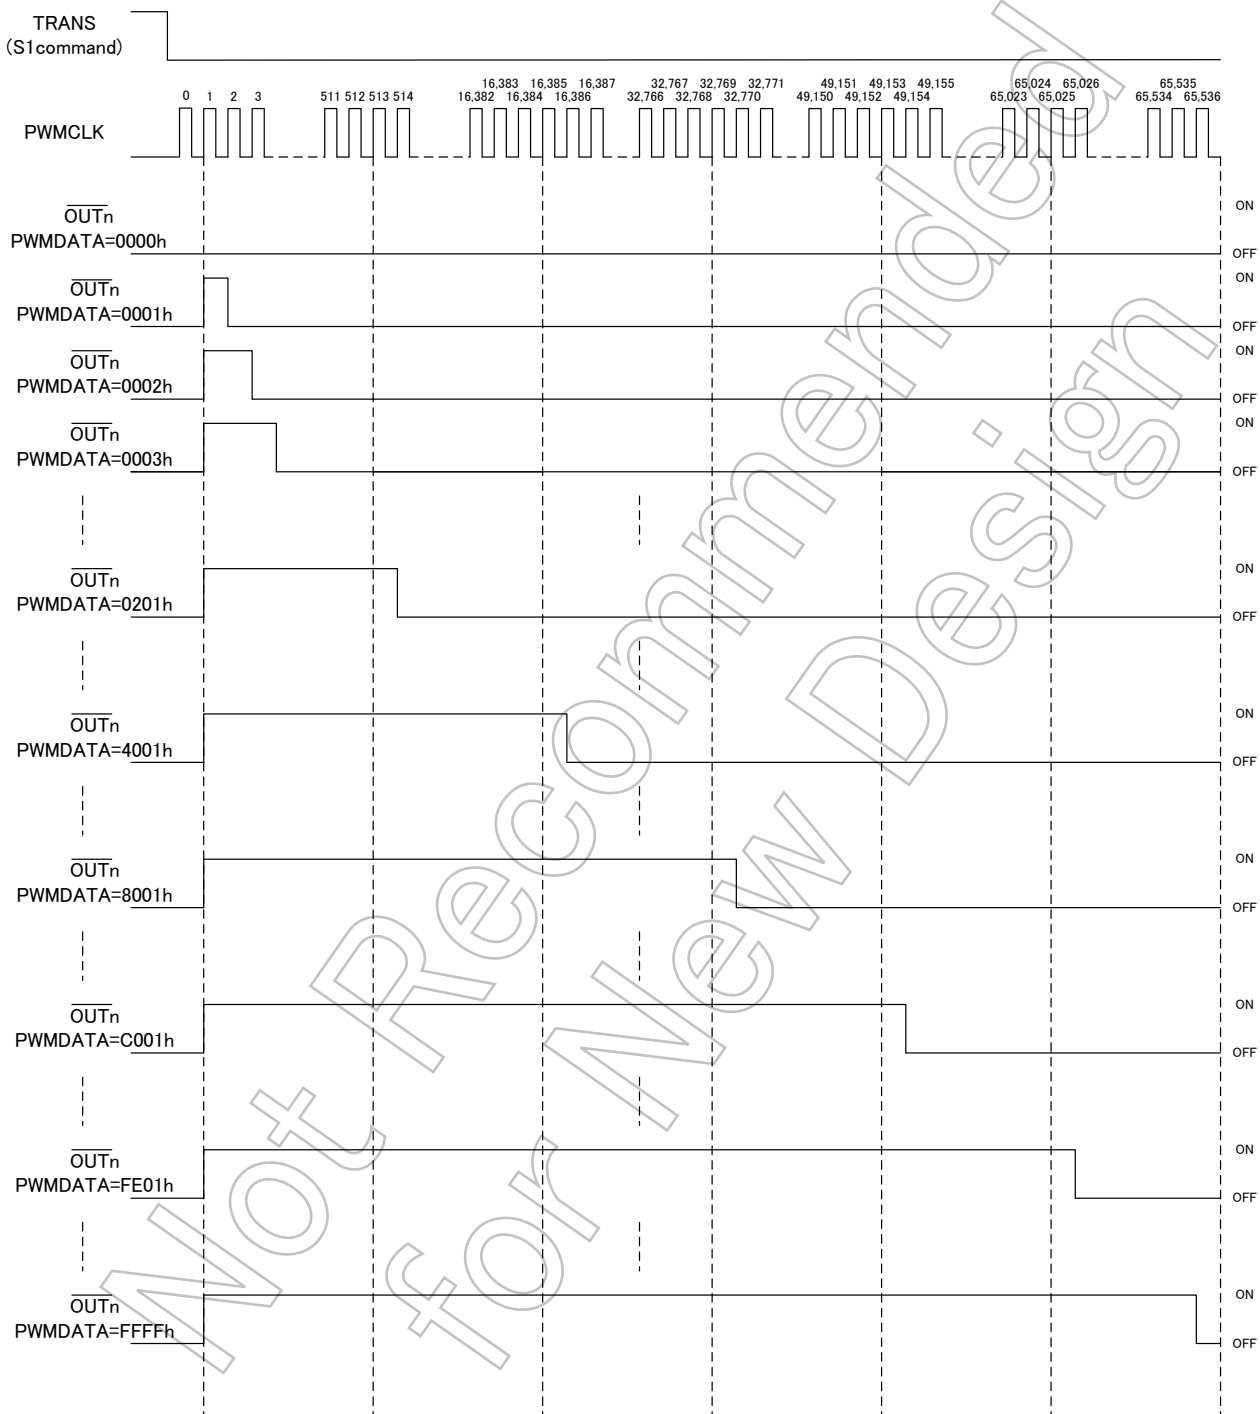 TRANS
(S1command)
16,383 16,385 16,387 32,767 32,769 32,771 49,151 49,153 49,155 65,024 65,026 65,535
0 1 2 3 511 512 513 514 16,382 16,384 16,386 32,766 32,768 32,770 49,150 49,152 49,154 65,023 65,025 65,534 65,536
PWMCLK
OUTn
PWMDATA=0000h
ON
OFF
OUTn
PWMDATA=0001h
ON
OFF
OUTn
PWMDATA=0002h
ON
OFF
OUTn
PWMDATA=0003h
ON
OFF
OUTn
PWMDATA=0201h
ON
OFF
OUTn
PWMDATA=4001h
ON
OFF
OUTn
PWMDATA=8001h
ON
OFF
OUTn
PWMDATA=C001h
ON
OFF
OUTn
PWMDATA=FE01h
ON
OFF
OUTn
PWMDATA=FFFFh
ON
OFF
Not Recommended
for New Design